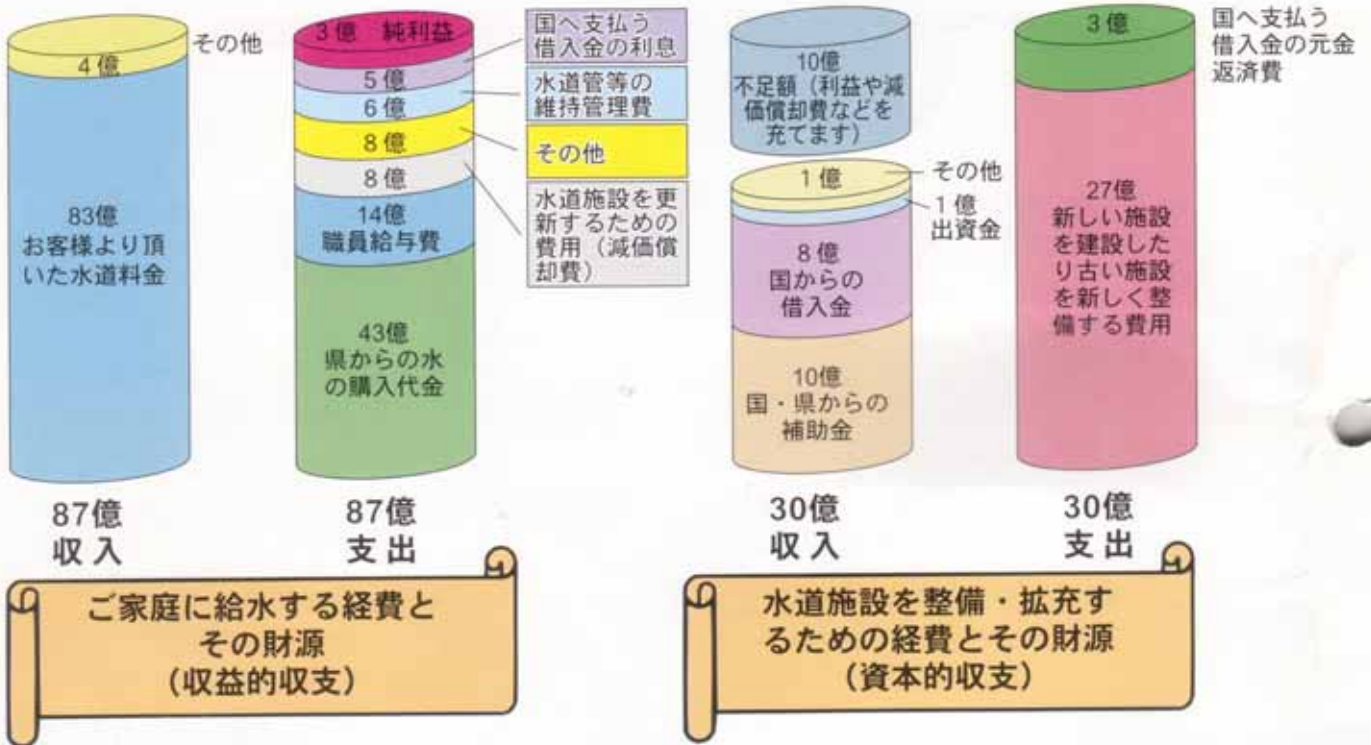 4億
その他
83億
お客様より頂
いた水道料金
87億
収入
3億 純利益
5億
6億
8億
8億
14億
職員給与費
43億
県からの水
の購入代金
87億
支出
国へ支払う
借入金の利息
水道管等の
維持管理費
その他
水道施設を更
新するための
費用（減価償
却費）
ご家庭に給水する経費と
その財源
（収益的収支）
10億
不足額（利益や減
価償却費などを
充てます）
1億
その他
1億
出資金
8億
国からの
借入金
10億
国・県からの
補助金
30億
収入
3億
国へ支払う
借入金の元金
返済費
27億
新しい施設
を建設した
り古い施設
を新しく整
備する費用
30億
支出
水道施設を整備・拡充す
るための経費とその財源
（資本的収支）